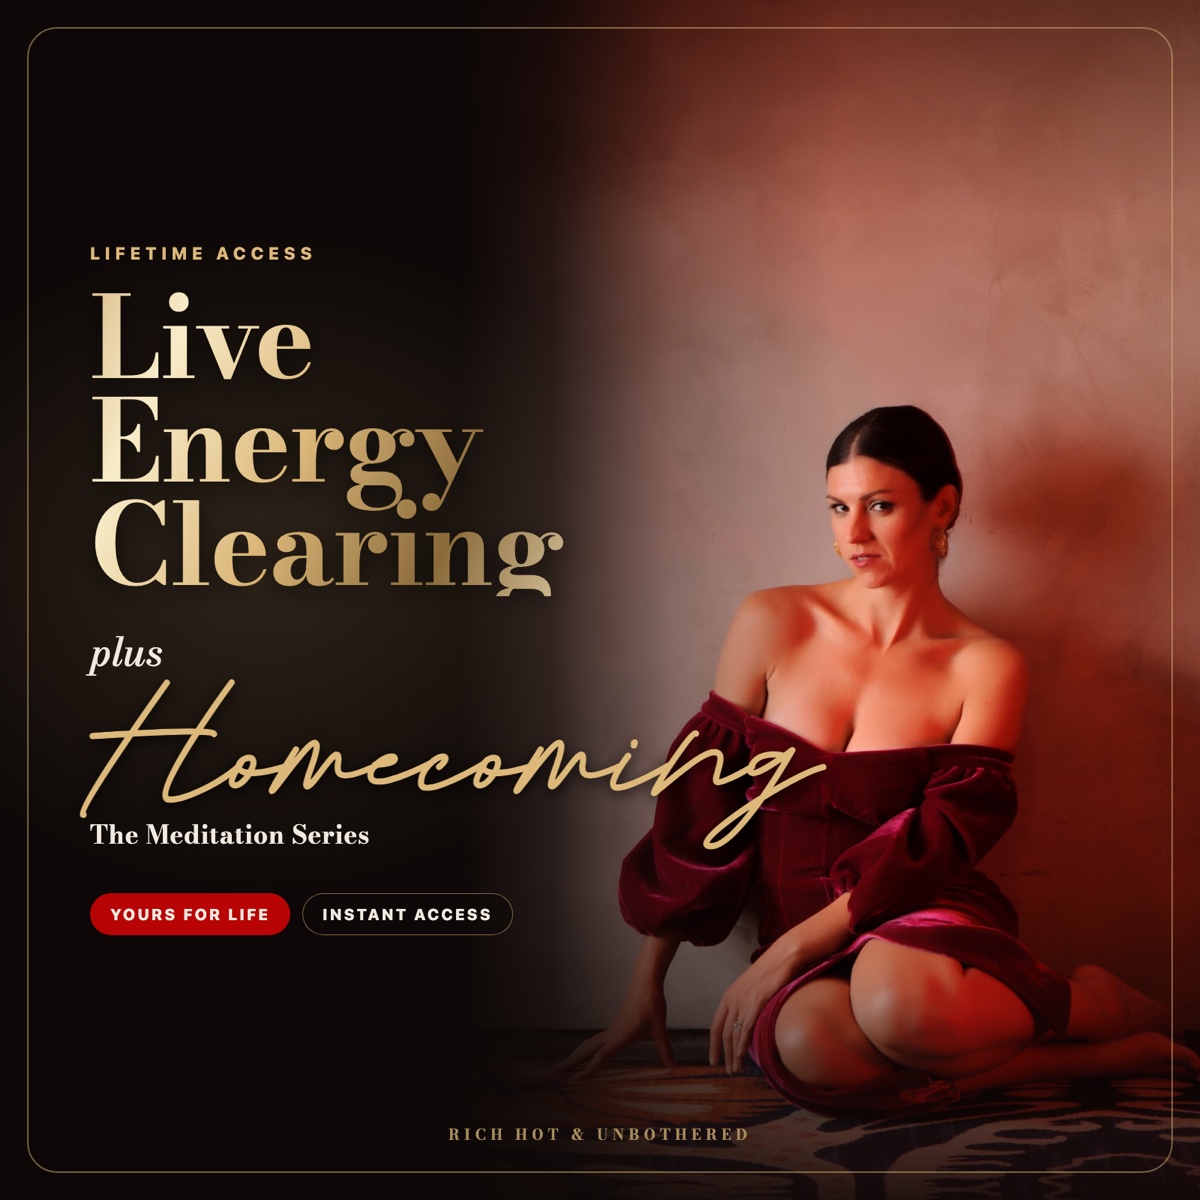 LIFETIME ACCESS
Live
Energy
Clearing
plus
Homecoming
The Meditation Series
YOURS FOR LIFE
INSTANT ACCESS
RICH HOT & UNBOTHERED